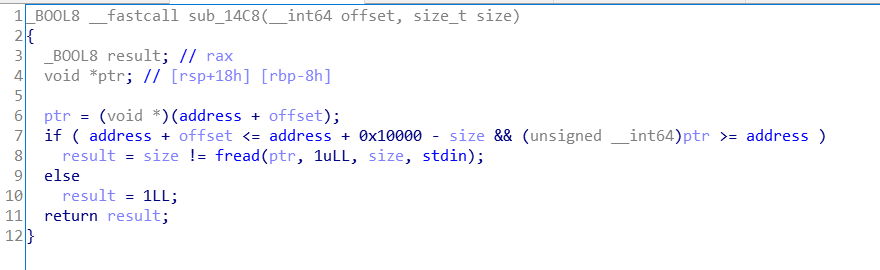 1 _BOOL8 __fastcall sub_14C8(__int64 offset, size_t size)
2 {
3   _BOOL8 result; // rax
4   void *ptr; // [rsp+18h] [rbp-8h]
5
6   ptr = (void *)(address + offset);
7   if ( address + offset <= address + 0x10000 - size && (unsigned __int64)ptr >= address )
8     result = size != fread(ptr, 1uLL, size, stdin);
9   else
10     result = 1LL;
11   return result;
12 }